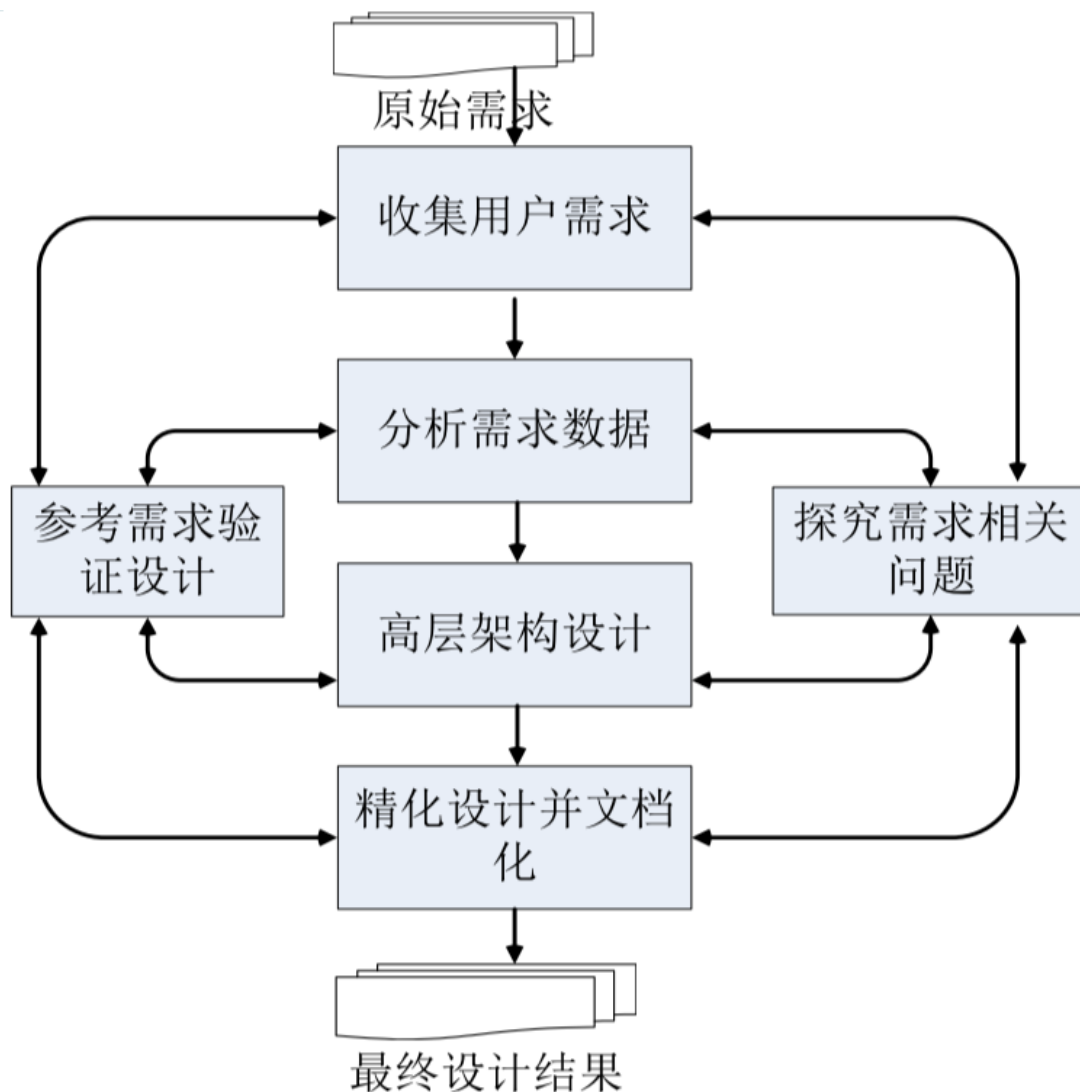 原始需求
收集用户需求
分析需求数据
参考需求验
证设计
探究需求相关
问题
高层架构设计
精化设计并文档
化
最终设计结果